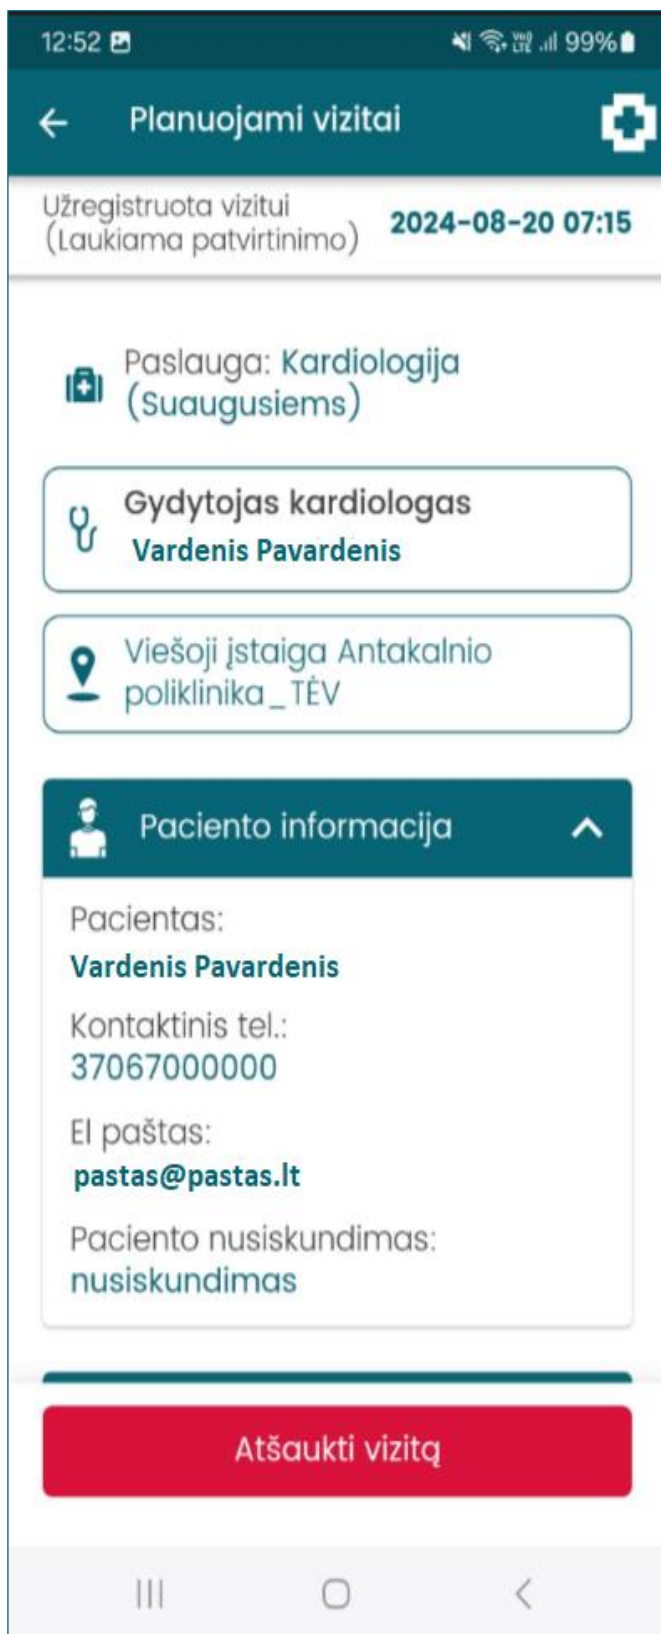 12:52 99%
Planuojami vizitai
Užregistruota vizitui
(Laukiama patvirtinimo) 2024-08-20 07:15
Paslauga: Kardiologija
(Suaugusiems)
Gydytojas kardiologas
Vardenis Pavardenis
Viešoji įstaiga Antakalnio
poliklinika_TĖV
Paciento informacija
Pacientas:
Vardenis Pavardenis
Kontaktinis tel.:
37067000000
El paštas:
pastas@pastas.lt
Paciento nusiskundimas:
nusiskundimas
Atšaukti vizitą